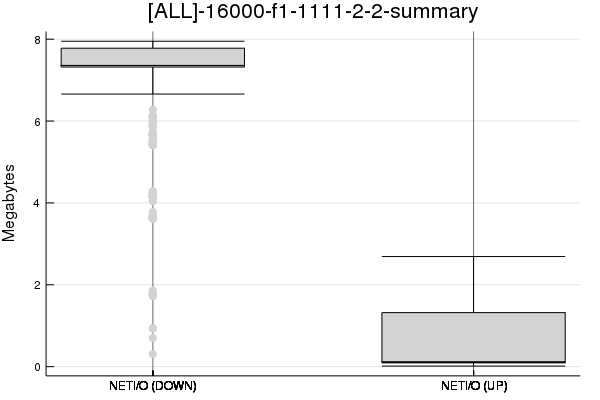 [ALL]-16000-f1-1111-2-2-summary
Megabytes
8
6
4
2
0
NETI/O (DOWN)
NETI/O (UP)